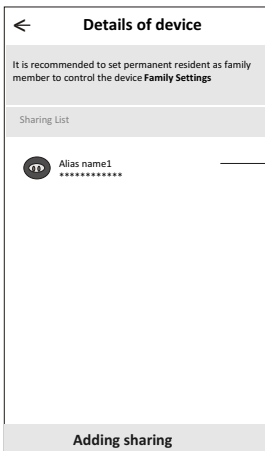 Details of device
It is recommended to set permanent resident as family
member to control the device Family Settings
Sharing List
Alias name1
************
Adding sharing